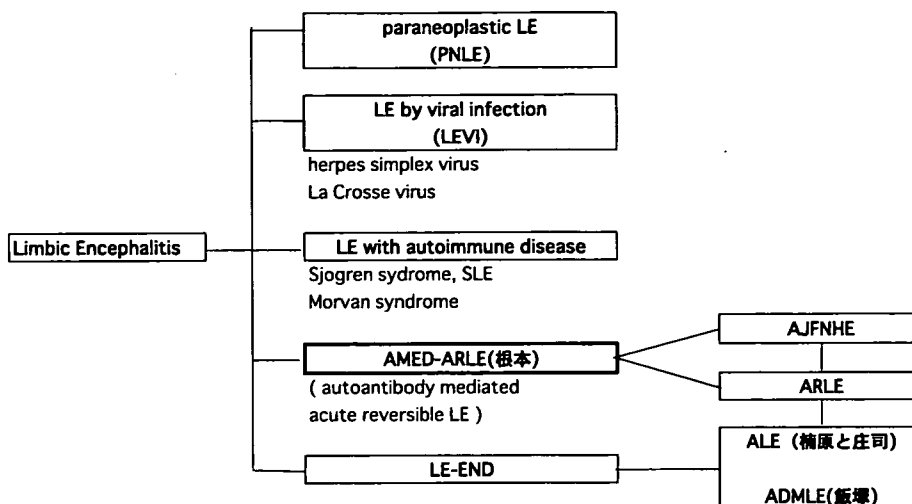 paraneoplastic LE
(PNLE)
LE by viral infection
(LEVI)
herpes simplex virus
La Crosse virus
Limbic Encephalitis
LE with autoimmune disease
Sjogren sydrome, SLE
Morvan syndrome
AJFNHE
AMED-ARLE(根本)
( autoantibody mediated
acute reversible LE )
ARLE
ALE (楠原と庄司)
LE-END
ADMLE(飯塚)